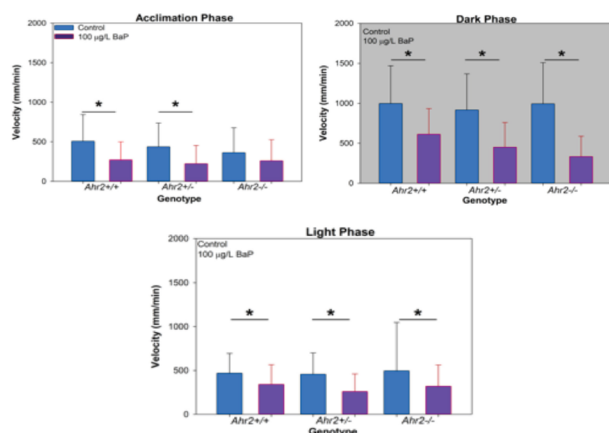 Acclimation Phase
2000
Control
100 µg/L BaP
1500
1000
500
0
Velocity (mm/min)
*
*
Ahr2+/+
Ahr2+/-
Ahr2-/-
Genotype
Dark Phase
2000
Control
100 µg/L BaP
1500
1000
500
0
Velocity (mm/min)
*
*
*
Ahr2+/+
Ahr2+/-
Ahr2-/-
Genotype
Light Phase
2000
Control
100 µg/L BaP
1500
1000
500
0
Velocity (mm/min)
*
*
*
Ahr2+/+
Ahr2+/-
Ahr2-/-
Genotype